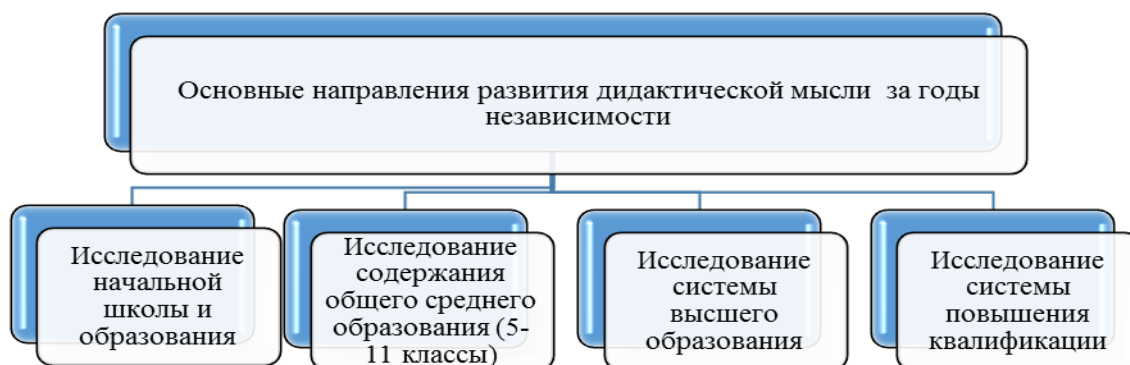 Основные направления развития дидактической мысли за годы
независимости
Исследование
начальной
школы и
образования
Исследование
содержания
общего среднего
образования (5-
11 классы)
Исследование
системы
высшего
образования
Исследование
системы
повышения
квалификации